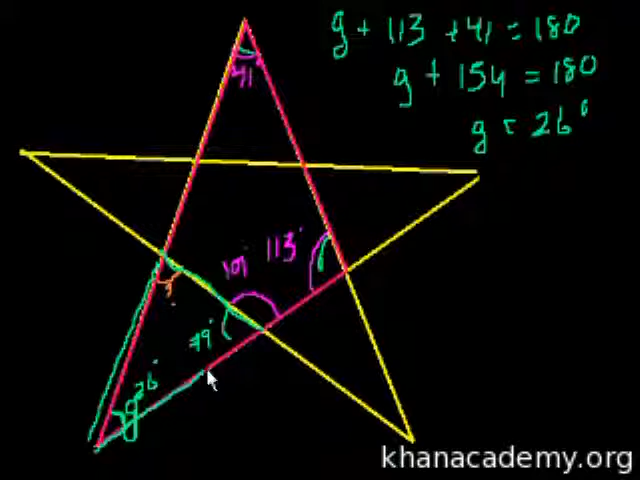 g + 113 + 41 = 180
g + 154 = 180
g = 26°
41
101° 113°
79°
?
g 26°
khanacademy.org